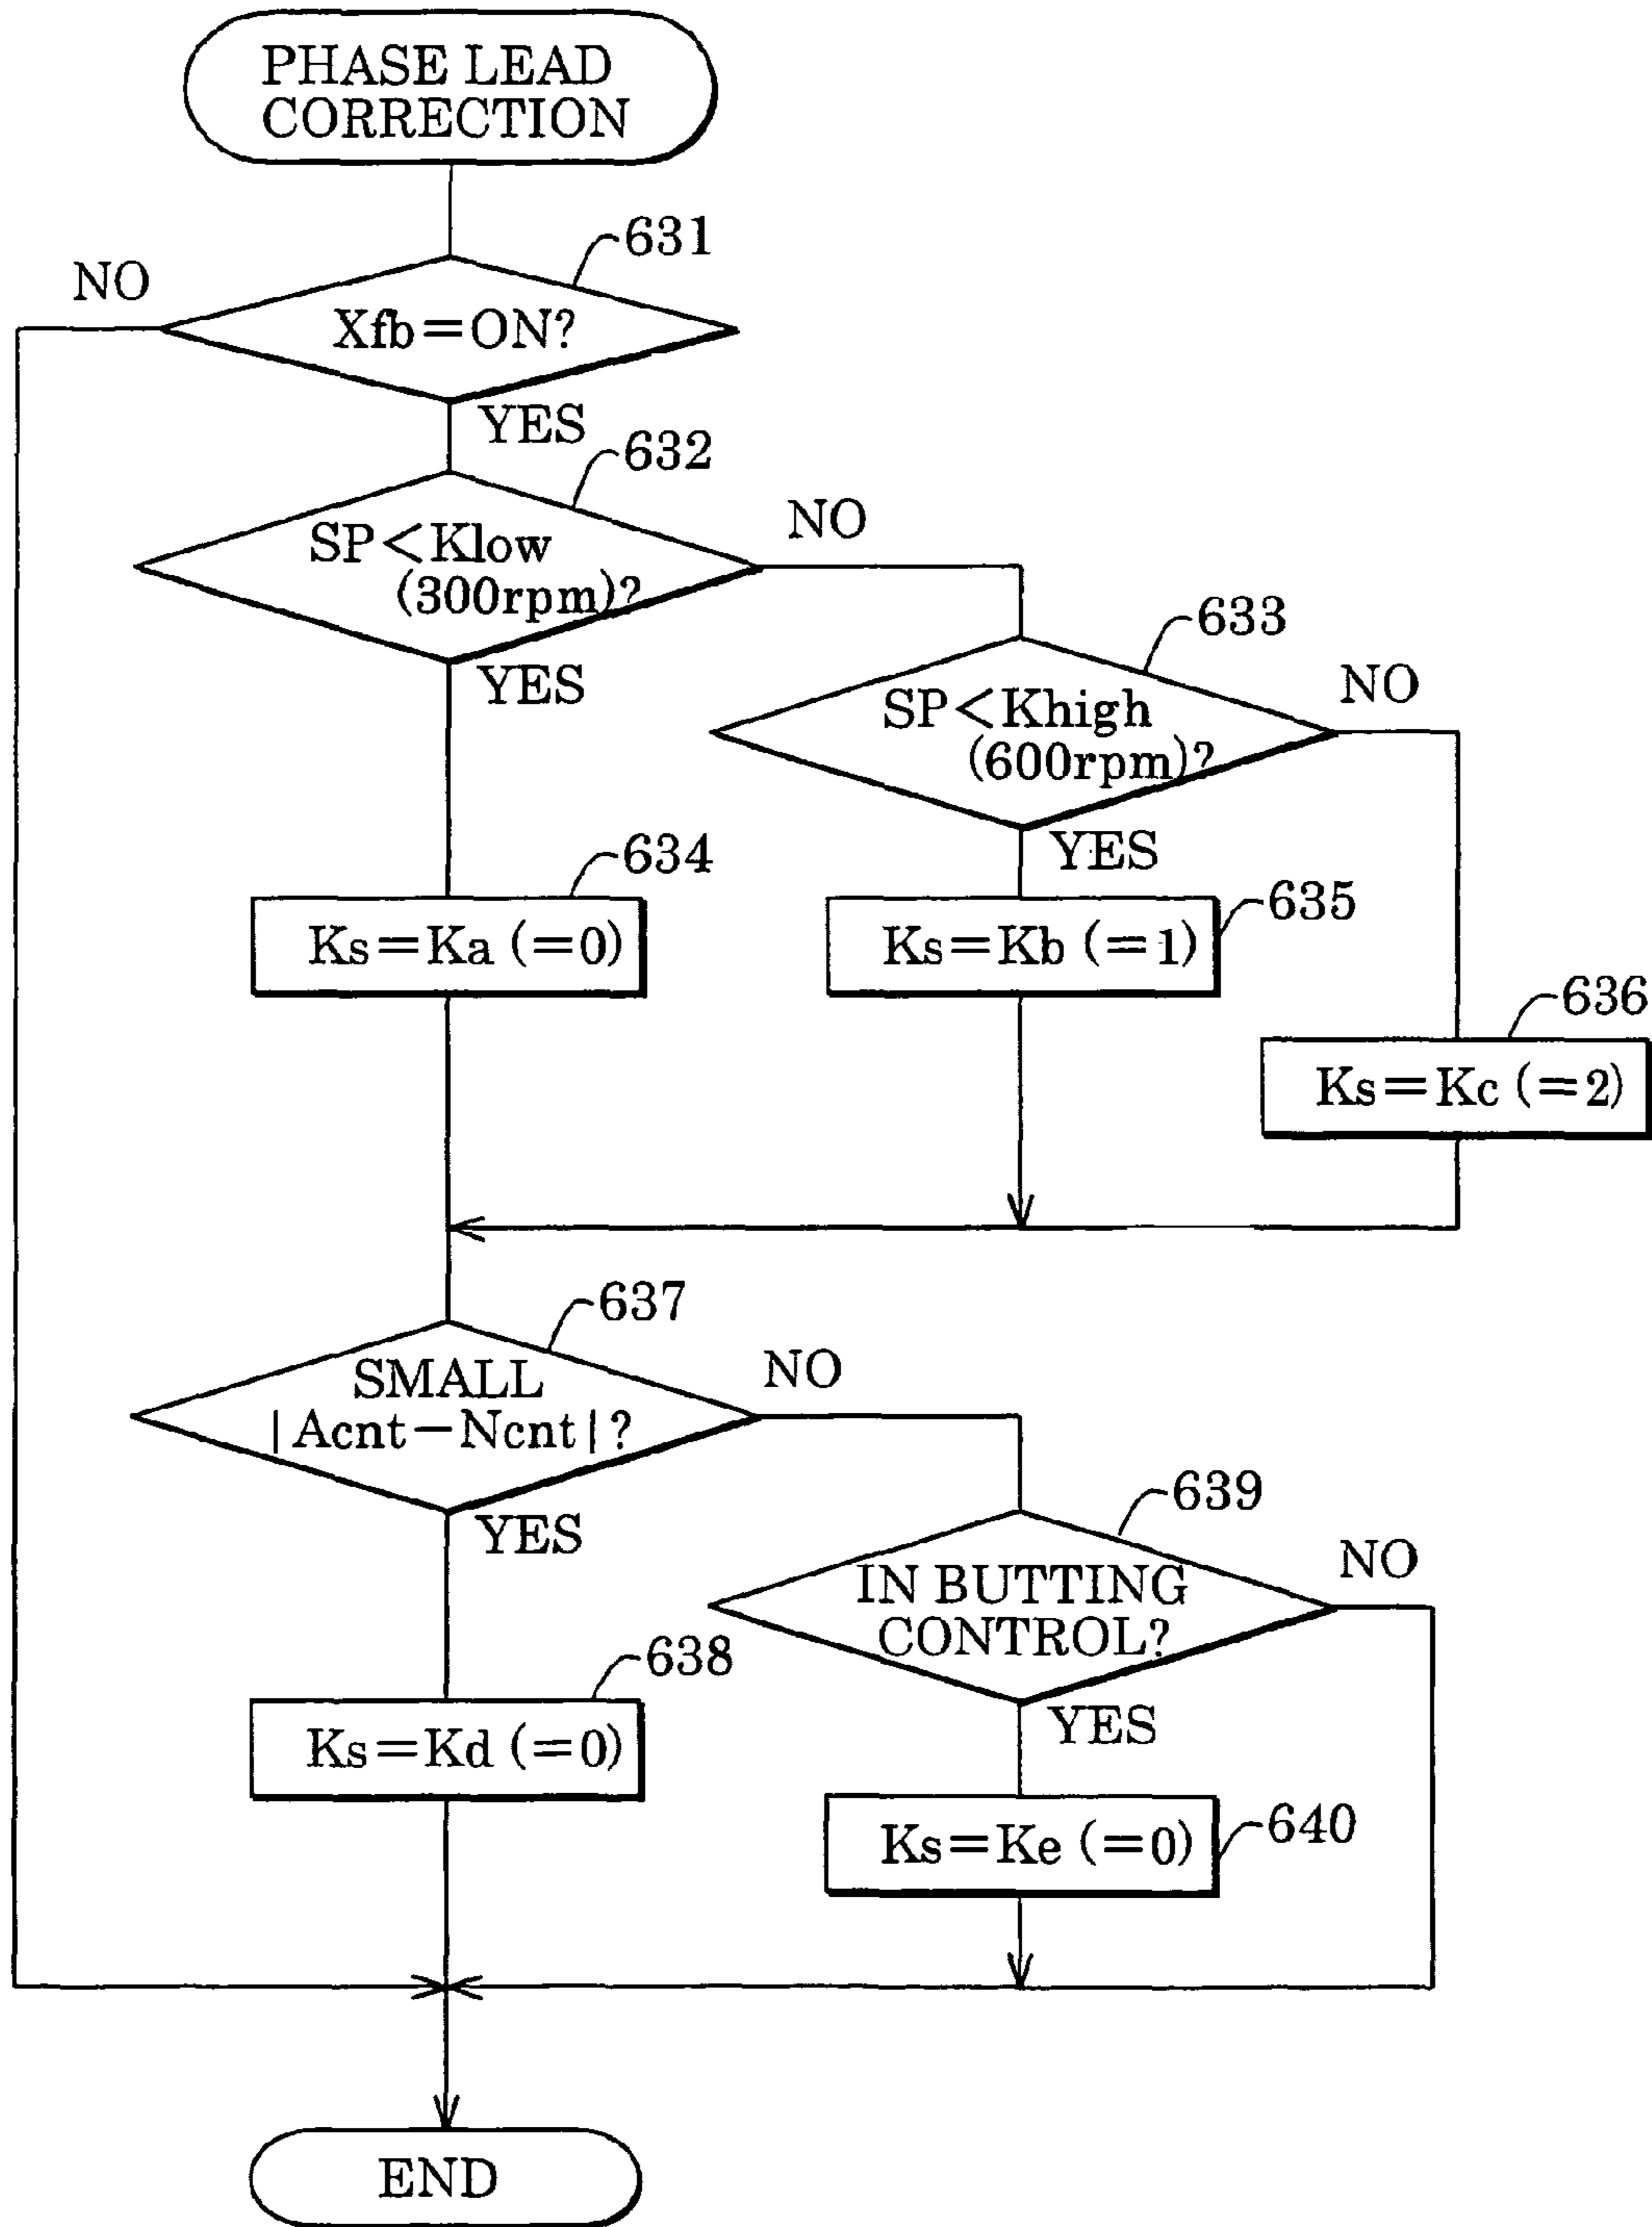 PHASE LEAD
CORRECTION
631
NO
Xfb=ON?
YES
632
NO
SP<Klow
(300rpm)?
YES
633
NO
SP<Khigh
(600rpm)?
YES
634
Ks=Ka (=0)
635
Ks=Kb (=1)
636
Ks=Kc (=2)
637
NO
SMALL
|Acnt-Ncnt|?
YES
639
NO
IN BUTTING
CONTROL?
YES
638
Ks=Kd (=0)
640
Ks=Ke (=0)
END